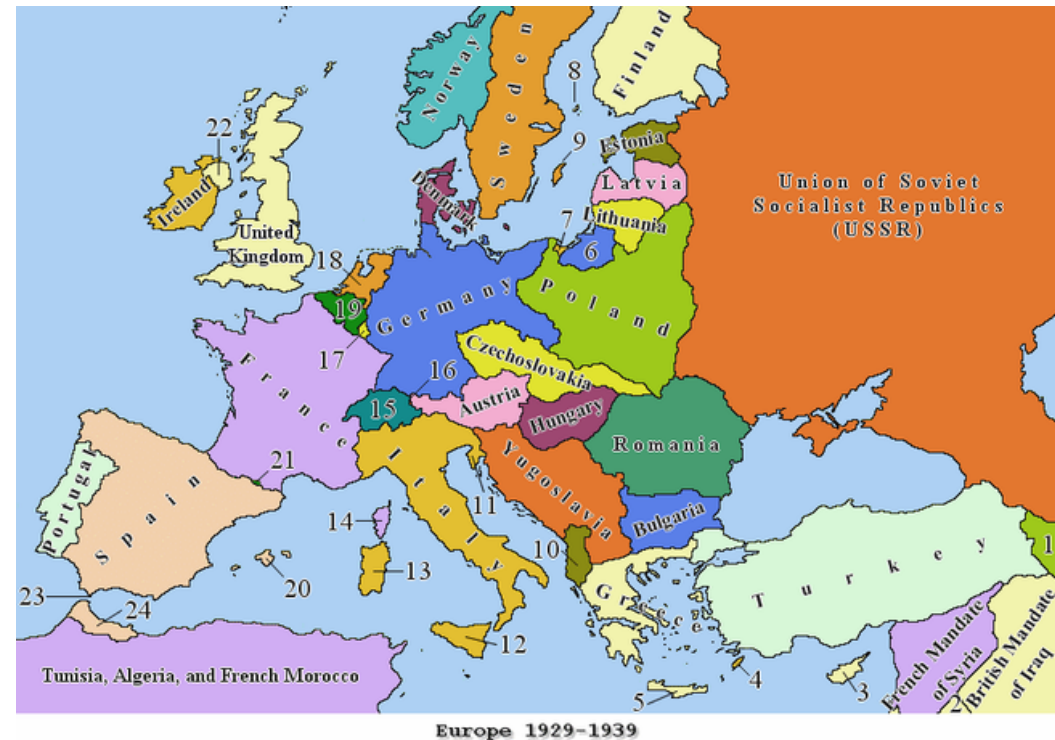 Norway
Sweden
Finland
8
22
9
Estonia
Ireland
Denmark
Latvia
Union of Soviet
Socialist Republics
(USSR)
7
Lithuania
6
United
Kingdom
18
19
Germany
Poland
17
16
Czechoslovakia
France
15
Austria
Hungary
Romania
21
Portugal
Spain
14
Italy
11
Yugoslavia
Bulgaria
10
1
13
20
23
24
12
Greece
Turkey
Tunisia, Algeria, and French Morocco
5
4
3
French Mandate
of Syria
2
British Mandate
of Iraq
Europe 1929-1939